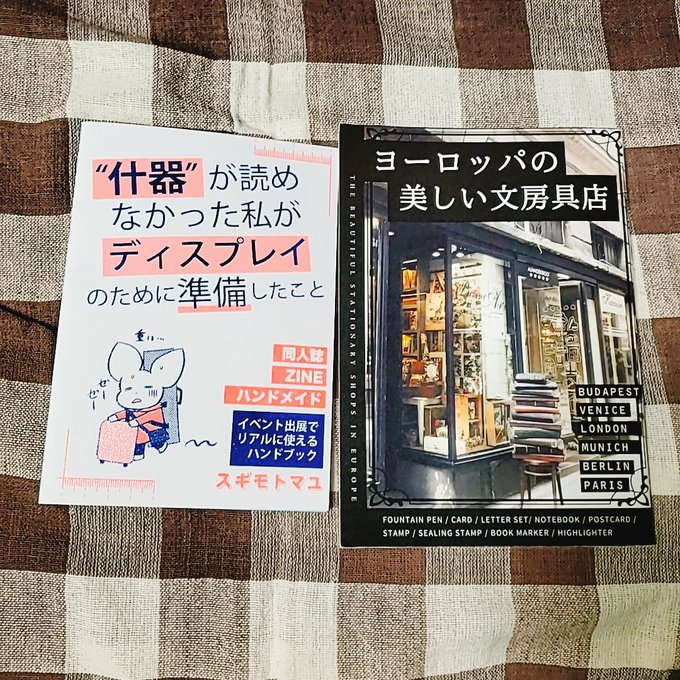 “什器”が読め
なかった私が
ディスプレイ
のために準備したこと
重い…
ぜーぜー
同人誌
ZINE
ハンドメイド
イベント出展で
リアルに使える
ハンドブック
スギモトマユ
ヨーロッパの
美しい文房具店
THE BEAUTIFUL STATIONARY SHOPS IN EUROPE
BUDAPEST
VENICE
LONDON
MUNICH
BERLIN
PARIS
FOUNTAIN PEN / CARD / LETTER SET / NOTEBOOK / POSTCARD /
STAMP / SEALING STAMP / BOOK MARKER / HIGHLIGHTER